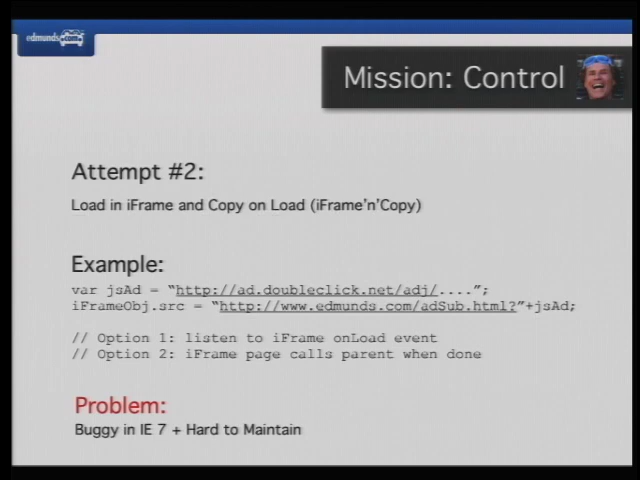 edmunds.com
Mission: Control
Attempt #2:
Load in iFrame and Copy on Load (iFrame'n'Copy)
Example:
var jsAd = “http://ad.doubleclick.net/adj/....”;
iFrameObj.src = “http://www.edmunds.com/adSub.html?”+jsAd;
// Option 1: listen to iFrame onLoad event
// Option 2: iFrame page calls parent when done
Problem:
Buggy in IE 7 + Hard to Maintain